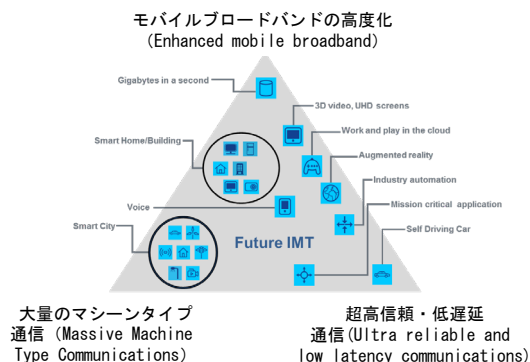 モバイルブロードバンドの高度化
(Enhanced mobile broadband)
Gigabytes in a second
3D video, UHD screens
Smart Home/Building
Work and play in the cloud
Augmented reality
Industry automation
Voice
Mission critical application
Smart City
Self Driving Car
Future IMT
大量のマシーンタイプ
通信 (Massive Machine
Type Communications)
超高信頼・低遅延
通信(Ultra reliable and
low latency communications)